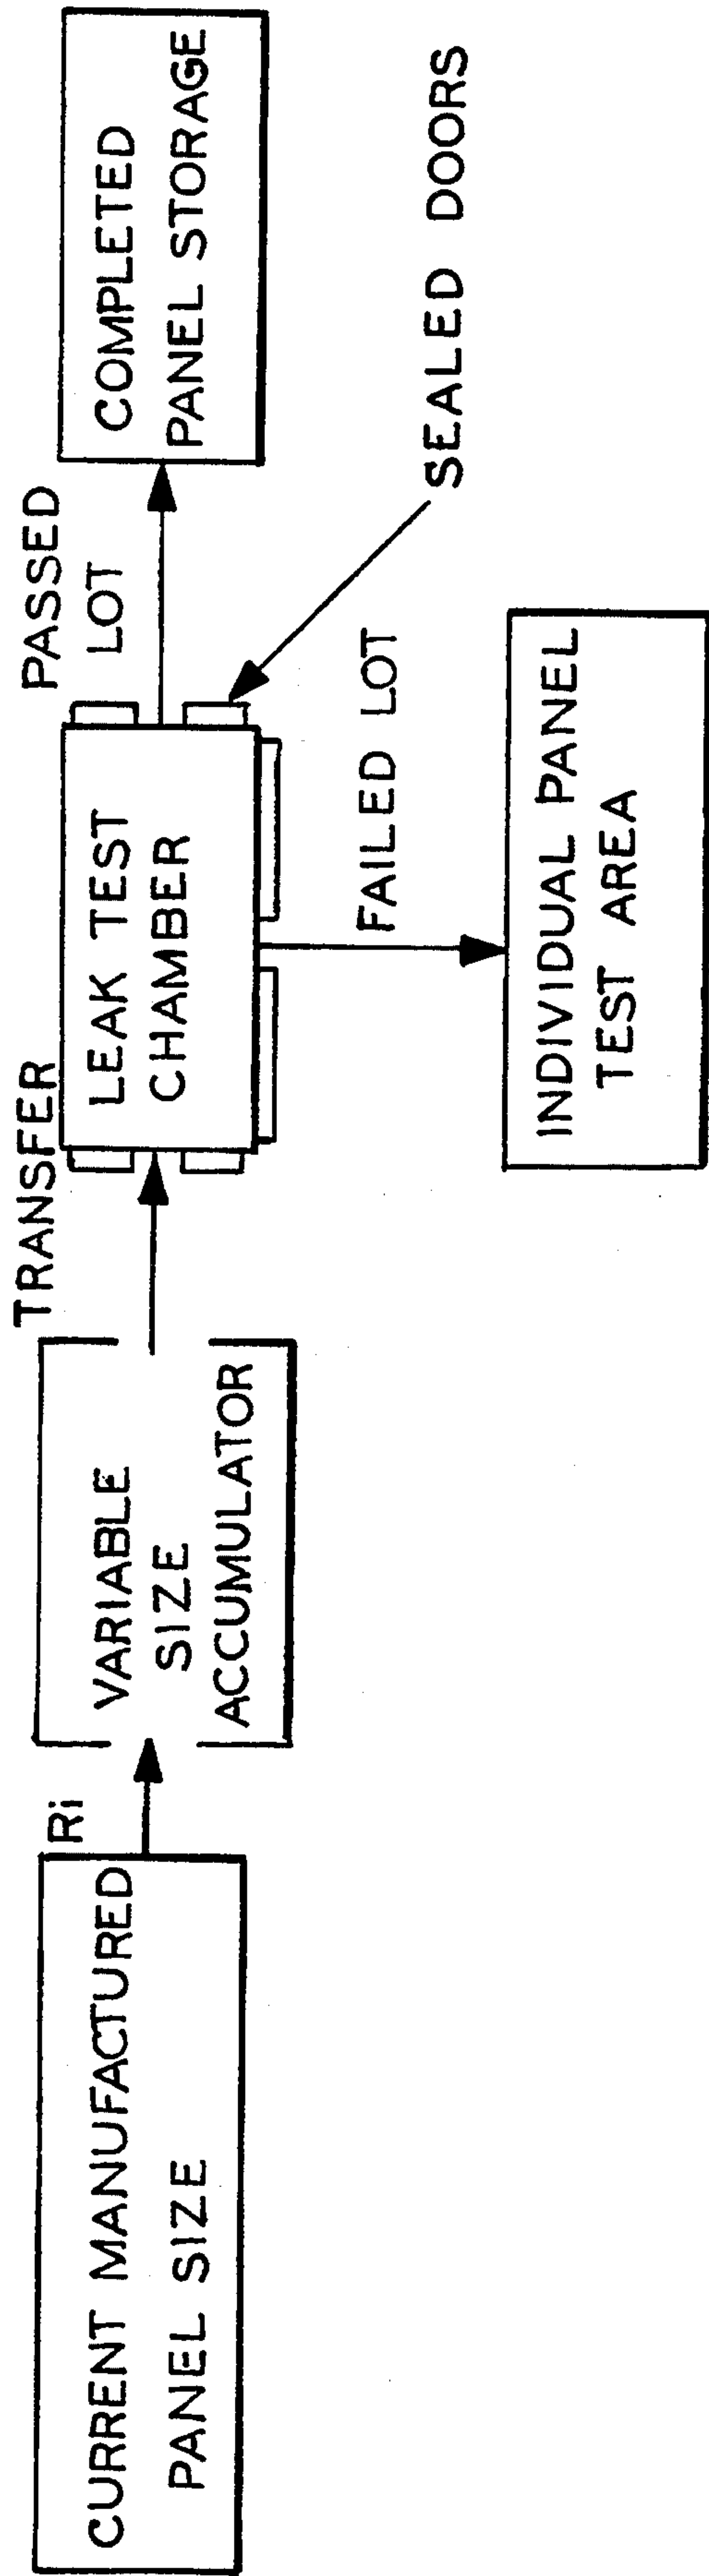 CURRENT MANUFACTURED
PANEL SIZE
Ri
VARIABLE
SIZE
ACCUMULATOR
TRANSFER
LEAK TEST
CHAMBER
PASSED
LOT
COMPLETED
PANEL STORAGE
SEALED DOORS
FAILED LOT
INDIVIDUAL PANEL
TEST AREA